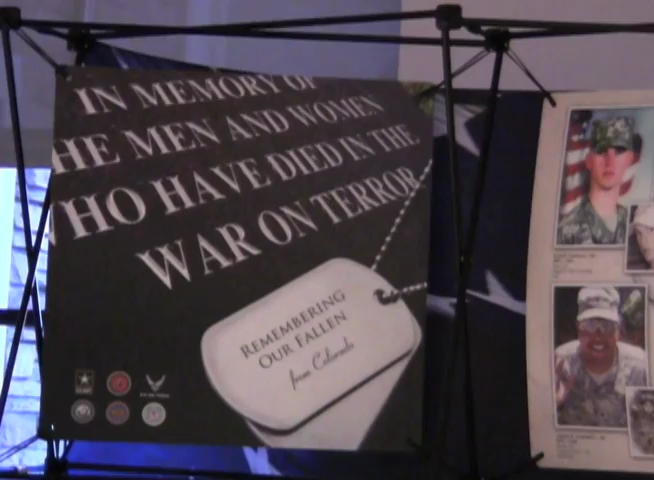 IN MEMORY OF
HE MEN AND WOMEN
HO HAVE DIED IN THE
WAR ON TERROR
REMEMBERING
OUR FALLEN
from Colorado